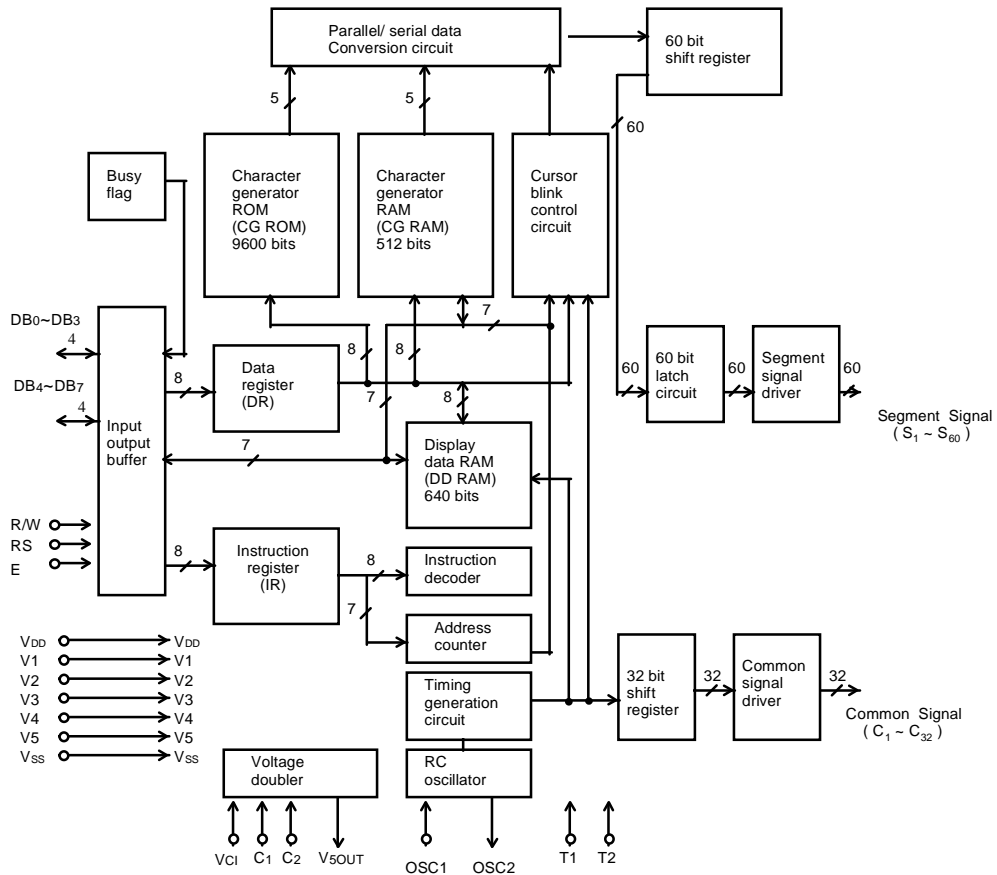 Parallel/ serial data
Conversion circuit
60 bit
shift register
5
5
60
Busy
flag
Character
generator
ROM
(CG ROM)
9600 bits
Character
generator
RAM
(CG RAM)
512 bits
Cursor
blink
control
circuit
DB0~DB3
4
DB4~DB7
4
Input
output
buffer
8
Data
register
(DR)
8
8
7
7
8
7
Display
data RAM
(DD RAM)
640 bits
60
60 bit
latch
circuit
60
Segment
signal
driver
60
Segment Signal
( S1 ~ S60 )
R/W
RS
E
8
Instruction
register
(IR)
8
7
Instruction
decoder
Address
counter
Timing
generation
circuit
RC
oscillator
32 bit
shift
register
32
Common
signal
driver
32
Common Signal
( C1 ~ C32 )
VDD VDD
V1 V1
V2 V2
V3 V3
V4 V4
V5 V5
VSS VSS
Voltage
doubler
VCI C1 C2 V5OUT
OSC1 OSC2
T1 T2